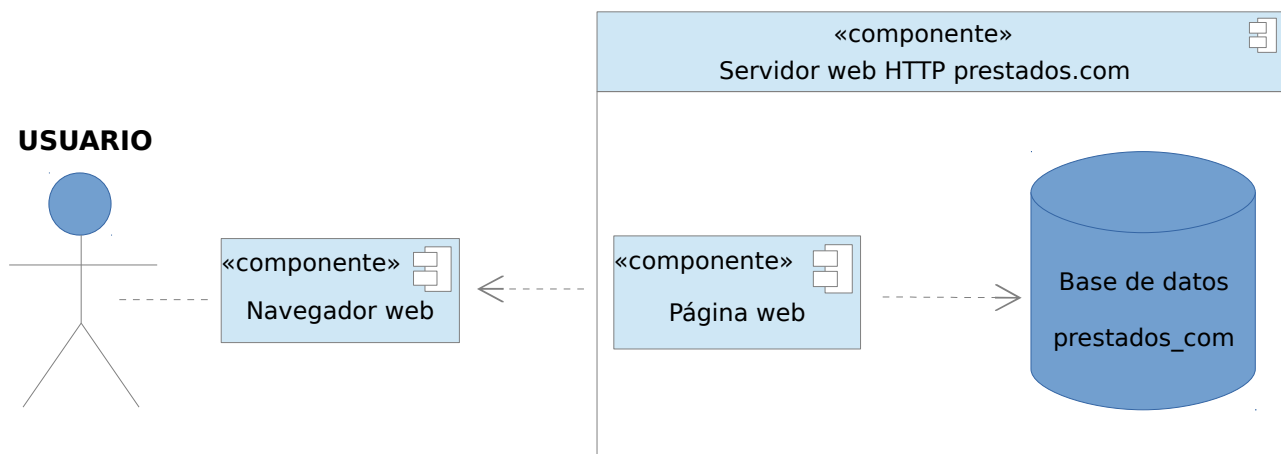 «componente»
Servidor web HTTP prestados.com
USUARIO
«componente»
Navegador web
«componente»
Página web
Base de datos
prestados_com